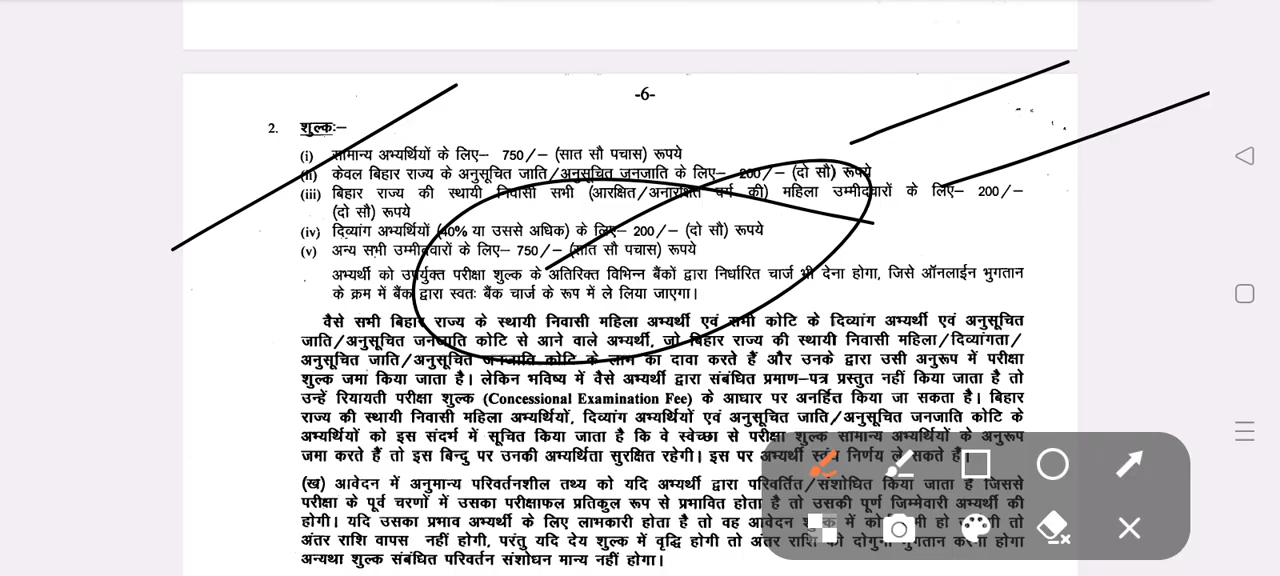 -6-
2. शुल्कः–
(i) सामान्य अभ्यर्थियों के लिए– 750/– (सात सौ पचास) रूपये
(ii) केवल बिहार राज्य के अनुसूचित जाति/अनुसूचित जनजाति के लिए– 200/– (दो सौ) रूपये
(iii) बिहार राज्य की स्थायी निवासी सभी (आरक्षित/अनारक्षित वर्ग की) महिला उम्मीदवारों के लिए– 200/–
(दो सौ) रूपये
(iv) दिव्यांग अभ्यर्थियों (40% या उससे अधिक) के लिए– 200/– (दो सौ) रूपये
(v) अन्य सभी उम्मीदवारों के लिए– 750/– (सात सौ पचास) रूपये
अभ्यर्थी को उपर्युक्त परीक्षा शुल्क के अतिरिक्त विभिन्न बैंकों द्वारा निर्धारित चार्ज भी देना होगा, जिसे ऑनलाईन भुगतान
के क्रम में बैंक द्वारा स्वतः बैंक चार्ज के रूप में ले लिया जाएगा।
वैसे सभी बिहार राज्य के स्थायी निवासी महिला अभ्यर्थी एवं सभी कोटि के दिव्यांग अभ्यर्थी एवं अनुसूचित
जाति/अनुसूचित जनजाति कोटि से आने वाले अभ्यर्थी, जो बिहार राज्य की स्थायी निवासी महिला/दिव्यांगता/
अनुसूचित जाति/अनुसूचित जनजाति कोटि के लाभ का दावा करते हैं और उनके द्वारा उसी अनुरूप में परीक्षा
शुल्क जमा किया जाता है। लेकिन भविष्य में वैसे अभ्यर्थी द्वारा संबंधित प्रमाण–पत्र प्रस्तुत नहीं किया जाता है तो
उन्हें रियायती परीक्षा शुल्क (Concessional Examination Fee) के आधार पर अनर्हित किया जा सकता है। बिहार
राज्य की स्थायी निवासी महिला अभ्यर्थियों, दिव्यांग अभ्यर्थियों एवं अनुसूचित जाति/अनुसूचित जनजाति कोटि के
अभ्यर्थियों को इस संदर्भ में सूचित किया जाता है कि वे स्वेच्छा से परीक्षा शुल्क सामान्य अभ्यर्थियों के अनुरूप
जमा करते हैं तो इस बिन्दु पर उनकी अभ्यर्थिता सुरक्षित रहेगी। इस पर अभ्यर्थी स्वंय निर्णय ले सकते हैं।
(ख) आवेदन में अनुमान्य परिवर्तनशील तथ्य को यदि अभ्यर्थी द्वारा परिवर्तित/संशोधित किया जाता है जिससे
परीक्षा के पूर्व चरणों में उसका परीक्षाफल प्रतिकुल रूप से प्रभावित होता है तो उसकी पूर्ण जिम्मेवारी अभ्यर्थी की
होगी। यदि उसका प्रभाव अभ्यर्थी के लिए लाभकारी होता है तो वह आवेदन में तो
अंतर राशि वापस नहीं होगी, परंतु यदि देय शुल्क में वृद्धि होगी तो अंतर राशि होगा
अन्यथा शुल्क संबंधित परिवर्तन संशोधन मान्य नहीं होगा।